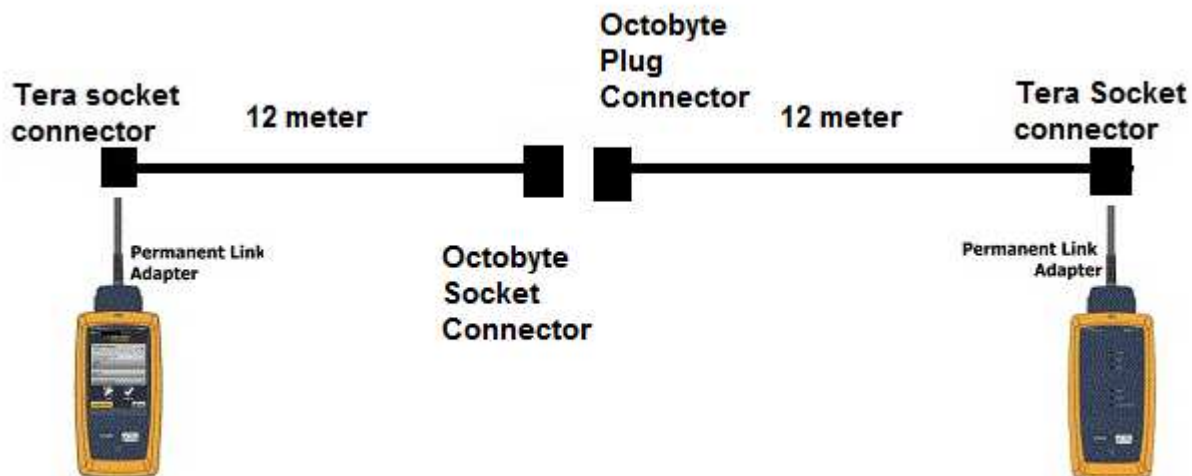 Tera socket
connector
12 meter
Octobyte
Plug
Connector
12 meter
Tera Socket
connector
Permanent Link
Adapter
Octobyte
Socket
Connector
Permanent Link
Adapter